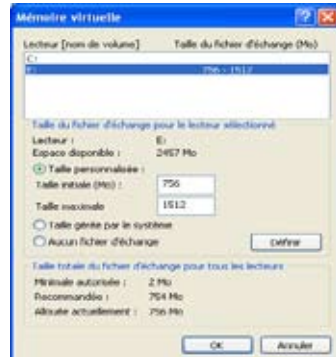 Mémoire virtuelle
Lecteur [nom de volume] Taille du fichier d'échange (Mo)
C:
E: 756 - 1512
Taille du fichier d'échange pour le lecteur sélectionné
Lecteur : E:
Espace disponible : 2457 Mo
Taille personnalisée :
Taille initiale (Mo) : 756
Taille maximale 1512
Taille gérée par le système
Aucun fichier d'échange Définir
Taille totale du fichier d'échange pour tous les lecteurs
Minimale autorisée : 2 Mo
Recommandée : 754 Mo
Allouée actuellement : 756 Mo
OK Annuler